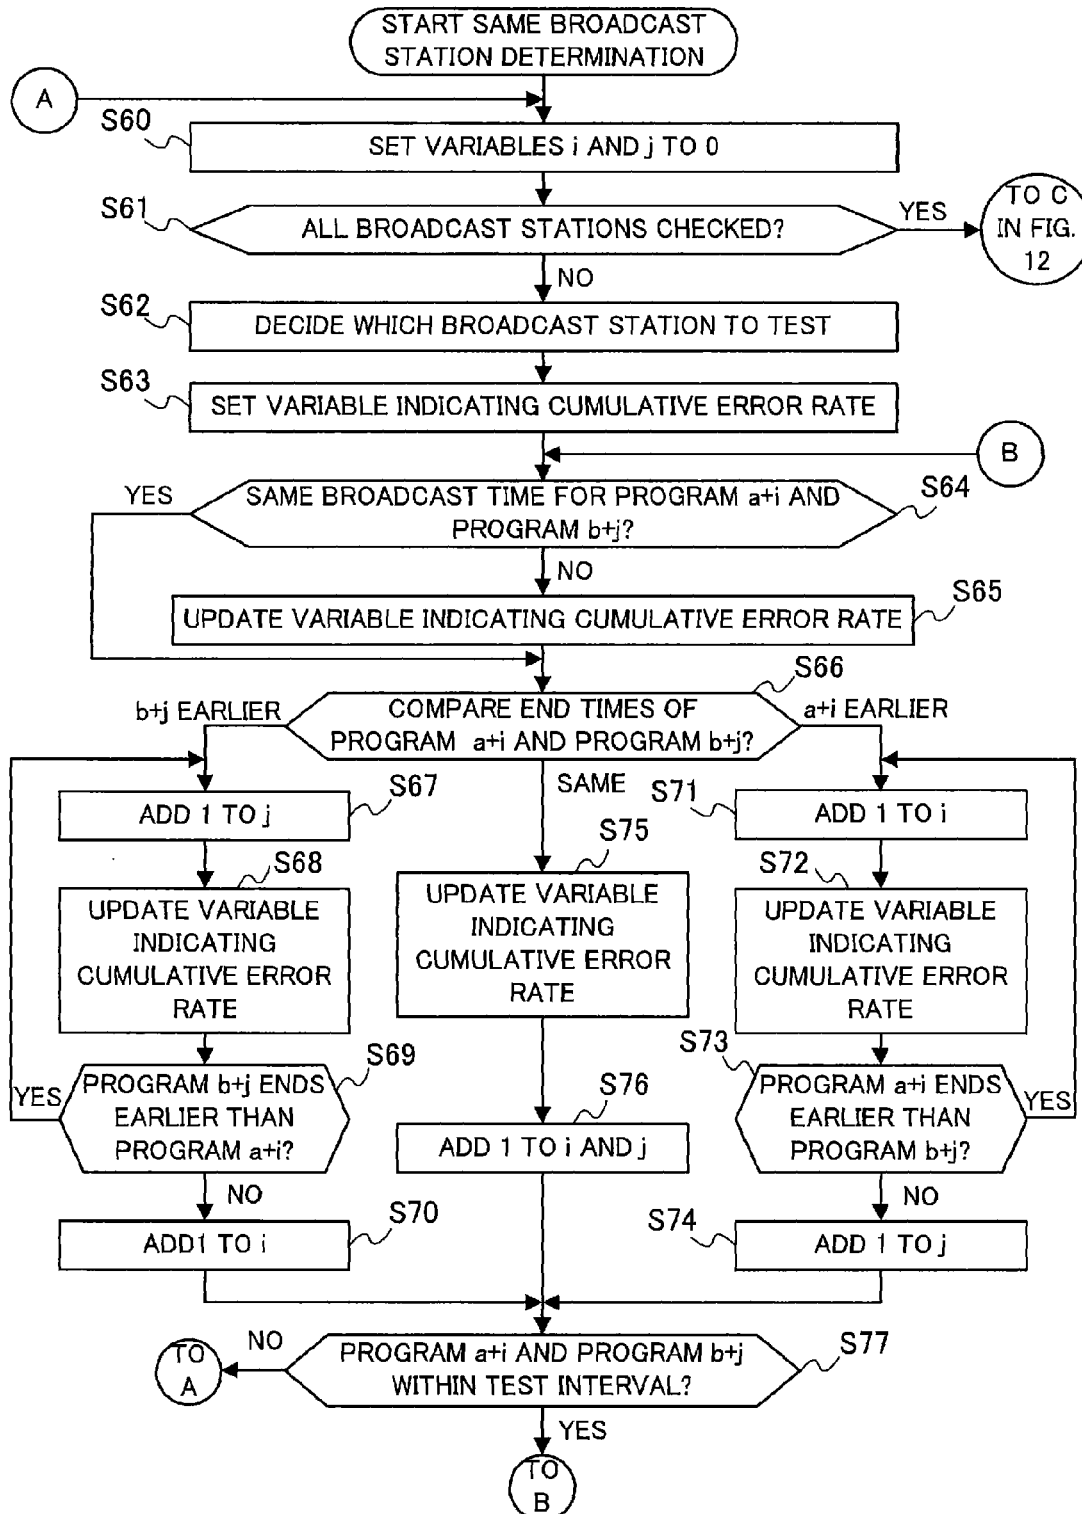 START SAME BROADCAST
STATION DETERMINATION
A
S60
SET VARIABLES i AND j TO 0
S61
ALL BROADCAST STATIONS CHECKED?
YES
TO C
IN FIG.
12
NO
S62
DECIDE WHICH BROADCAST STATION TO TEST
S63
SET VARIABLE INDICATING CUMULATIVE ERROR RATE
B
YES
SAME BROADCAST TIME FOR PROGRAM a+i AND
PROGRAM b+j?
S64
NO
S65
UPDATE VARIABLE INDICATING CUMULATIVE ERROR RATE
S66
b+j EARLIER
COMPARE END TIMES OF
PROGRAM a+i AND PROGRAM b+j?
a+i EARLIER
SAME
S67
ADD 1 TO j
S68
UPDATE VARIABLE
INDICATING
CUMULATIVE ERROR
RATE
S69
YES
PROGRAM b+j ENDS
EARLIER THAN
PROGRAM a+i?
NO
S70
ADD1 TO i
S75
UPDATE VARIABLE
INDICATING
CUMULATIVE ERROR
RATE
S76
ADD 1 TO i AND j
S71
ADD 1 TO i
S72
UPDATE VARIABLE
INDICATING
CUMULATIVE ERROR
RATE
S73
PROGRAM a+i ENDS
EARLIER THAN
PROGRAM b+j?
YES
NO
S74
ADD 1 TO j
TO
A
NO
PROGRAM a+i AND PROGRAM b+j
WITHIN TEST INTERVAL?
S77
YES
TO
B